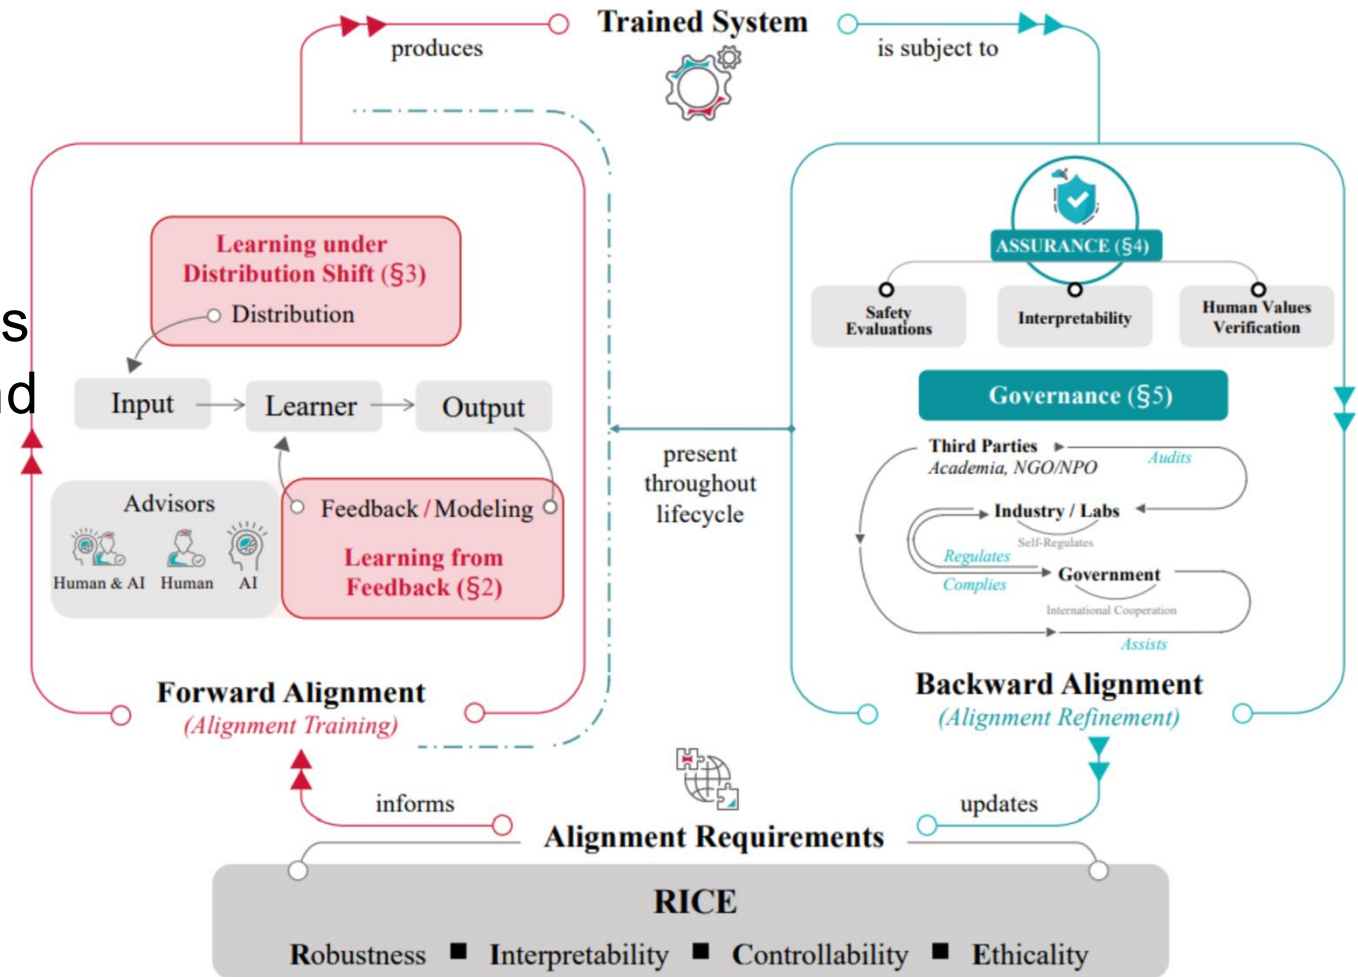 Trained System
produces
is subject to
Learning under
Distribution Shift (§3)
Distribution
s
nd
Input
Learner
Output
Advisors
Human & AI
Human
AI
Feedback / Modeling
Learning from
Feedback (§2)
Forward Alignment
(Alignment Training)
present
throughout
lifecycle
ASSURANCE (§4)
Safety
Evaluations
Interpretability
Human Values
Verification
Governance (§5)
Third Parties
Academia, NGO/NPO
Audits
Industry / Labs
Self-Regulates
Regulates
Complies
Government
International Cooperation
Assists
Backward Alignment
(Alignment Refinement)
informs
updates
Alignment Requirements
RICE
Robustness ■ Interpretability ■ Controllability ■ Ethicality